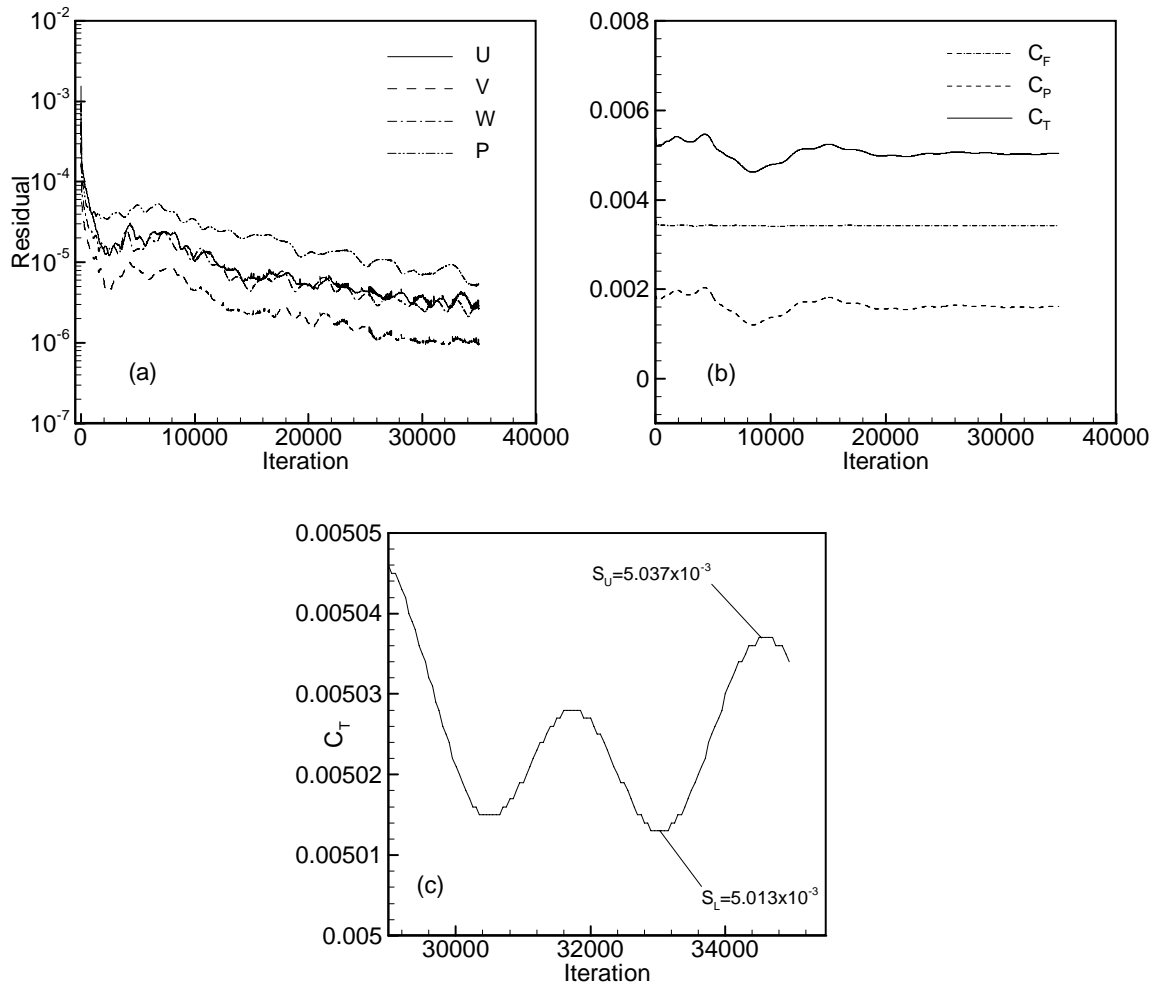 10^-2
10^-3
10^-4
10^-5
10^-6
10^-7
Residual
U
V
W
P
(a)
0 10000 20000 30000 40000
Iteration
0.008
0.006
0.004
0.002
0
C_F
C_P
C_T
(b)
0 10000 20000 30000 40000
Iteration
0.00505
0.00504
0.00503
0.00502
0.00501
0.005
C_T
S_U=5.037x10^-3
S_L=5.013x10^-3
(c)
30000 32000 34000
Iteration